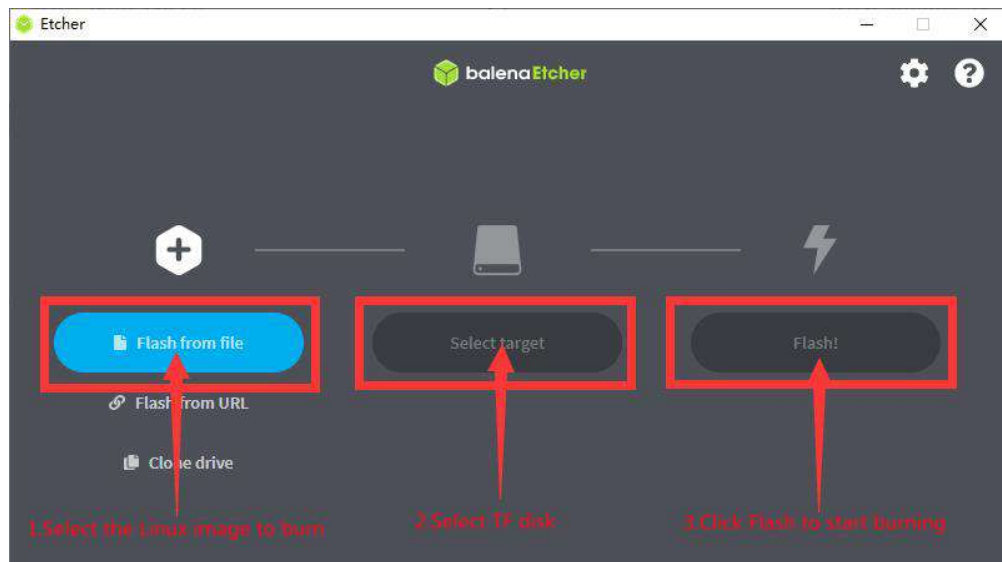 Etcher
balenaEtcher
Flash from file
Select target
Flash!
Flash from URL
Clone drive
1.Select the Linux image to burn
2.Select TF disk
3.Click Flash to start burning